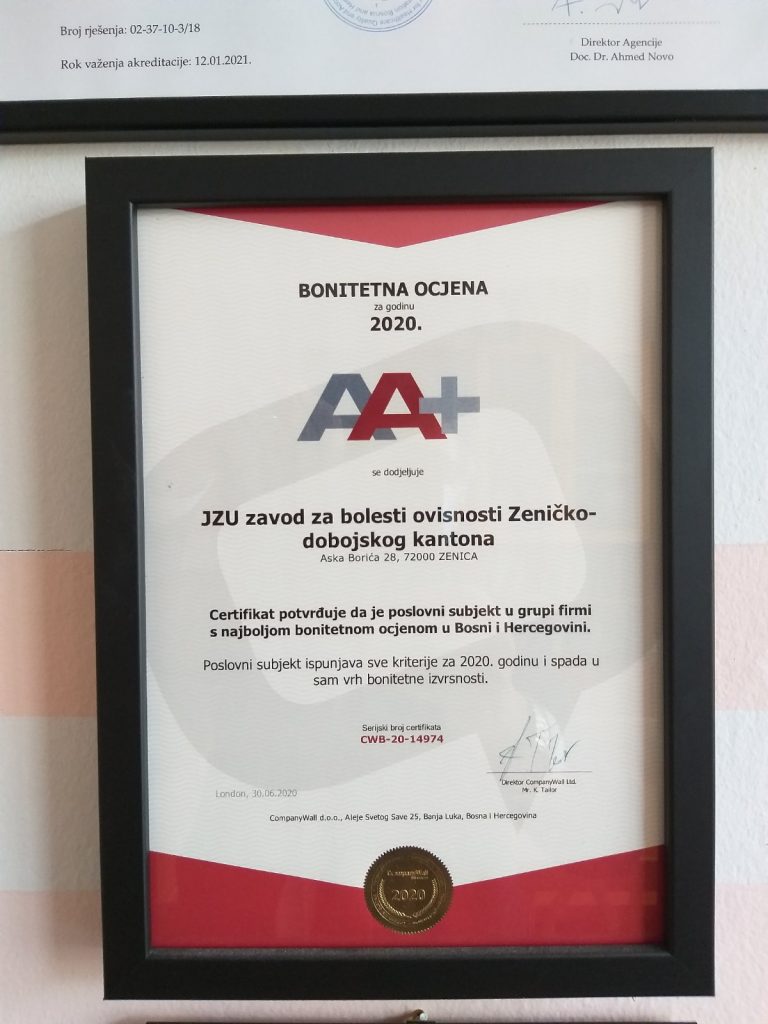 Broj rješenja: 02-37-10-3/18
Rok važenja akreditacije: 12.01.2021.
Direktor Agencije
Doc. Dr. Ahmed Novo
BONITETNA OCJENA
za godinu
2020.
AA+
se dodjeljuje
JZU zavod za bolesti ovisnosti Zeničko-
dobojskog kantona
Aska Borića 28, 72000 ZENICA
Certifikat potvrđuje da je poslovni subjekt u grupi firmi
s najboljom bonitetnom ocjenom u Bosni i Hercegovini.
Poslovni subjekt ispunjava sve kriterije za 2020. godinu i spada u
sam vrh bonitetne izvrsnosti.
Serijski broj certifikata
CWB-20-14974
Direktor CompanyWall Ltd.
Mr. K. Tailor
London, 30.06.2020
CompanyWall d.o.o., Aleje Svetog Save 25, Banja Luka, Bosna i Hercegovina
CompanyWall
2020